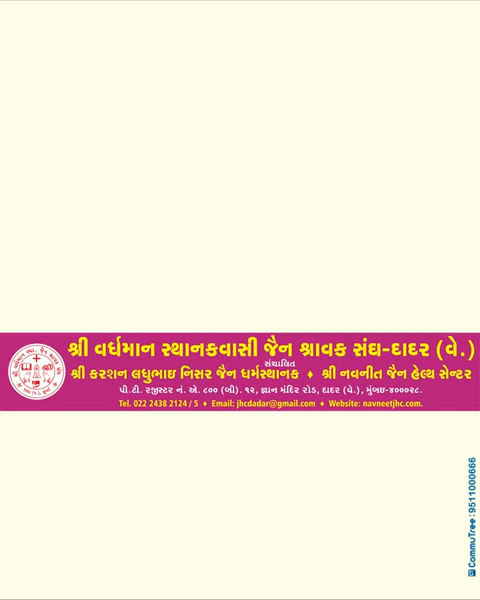 શ્રી વર્ધમાન સ્થાનકવાસી જૈન શ્રાવક સંઘ-દાદર (વે.)
સંચાલિત
શ્રી કરશન લધુભાઇ નિસર જૈન ધર્મસ્થાનક ♦ શ્રી નવનીત જૈન હેલ્થ સેન્ટર
પી.ટી. રજીસ્ટર નં. એ. ૮૦૦ (બી). ૧૨, જ્ઞાન મંદિર રોડ, દાદર (વે.), મુંબઇ-૪૦૦૦૨૮.
Tel. 022 2438 2124 / 5 ♦ Email: jhcdadar@gmail.com ♦ Website: navneetjhc.com.
CommuTree : 9511000666